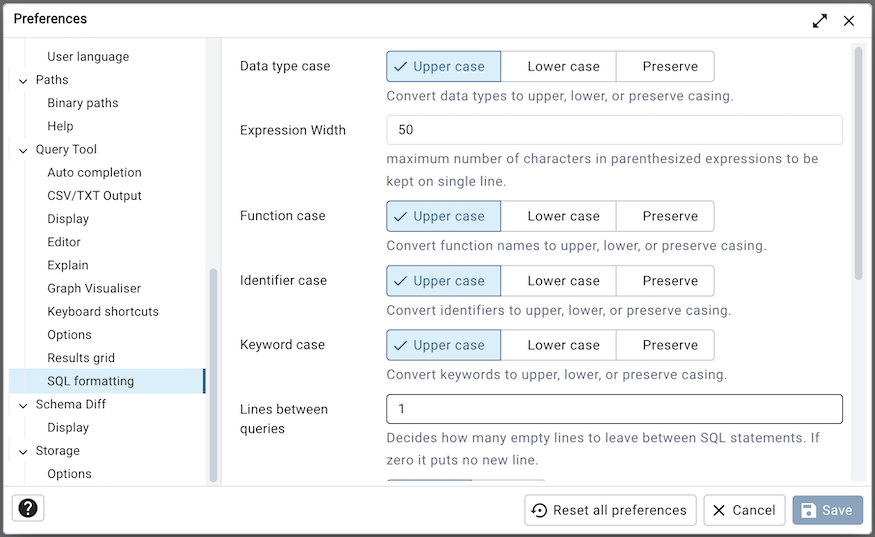 Preferences
User language
Paths
Binary paths
Help
Query Tool
Auto completion
CSV/TXT Output
Display
Editor
Explain
Graph Visualiser
Keyboard shortcuts
Options
Results grid
SQL formatting
Schema Diff
Display
Storage
Options
Data type case
Upper case Lower case Preserve
Convert data types to upper, lower, or preserve casing.
Expression Width
50
maximum number of characters in parenthesized expressions to be
kept on single line.
Function case
Upper case Lower case Preserve
Convert function names to upper, lower, or preserve casing.
Identifier case
Upper case Lower case Preserve
Convert identifiers to upper, lower, or preserve casing.
Keyword case
Upper case Lower case Preserve
Convert keywords to upper, lower, or preserve casing.
Lines between
queries
1
Decides how many empty lines to leave between SQL statements. If
zero it puts no new line.
? Reset all preferences Cancel Save